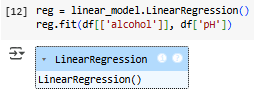 [12] reg = linear_model.LinearRegression()
reg.fit(df[['alcohol']], df['pH'])
LinearRegression
LinearRegression()